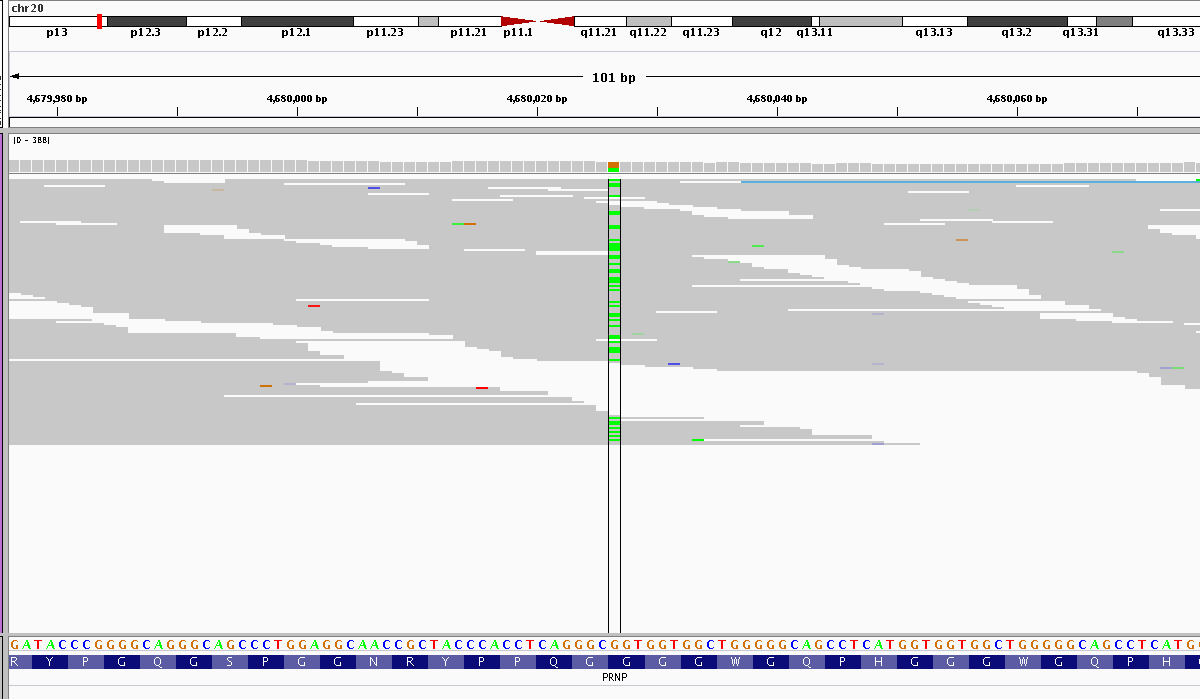 chr20
p13 p12.3 p12.2 p12.1 p11.23 p11.21 p11.1 q11.21 q11.22 q11.23 q12 q13.11 q13.13 q13.2 q13.31 q13.33
101 bp
4,679,980 bp 4,680,000 bp 4,680,020 bp 4,680,040 bp 4,680,060 bp
[0 - 388]
GATACCCGGGGCAGGGCAGCCCTGGAGGCAACCGCTACCCACCTCAGGGCGGTGGTGGCTGGGGGCAGCCTCATGGTGGTGGCTGGGGGCAGCCTCATG
R Y P G Q G S P G G N R Y P P Q G G G G W G Q P H G G G W G Q P H
PRNP